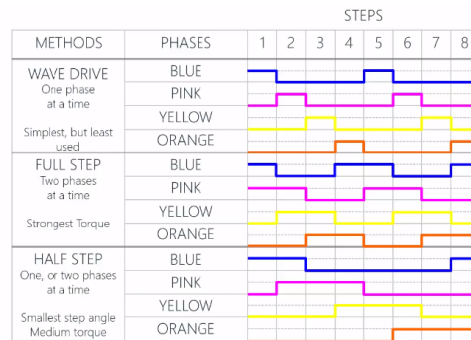 STEPS
METHODS PHASES 1 2 3 4 5 6 7 8
WAVE DRIVE BLUE
One phase PINK
at a time
YELLOW
Simplest, but least
used ORANGE
FULL STEP BLUE
Two phases PINK
at a time
YELLOW
Strongest Torque
ORANGE
HALF STEP BLUE
One, or two phases
at a time PINK
YELLOW
Smallest step angle
Medium torque ORANGE